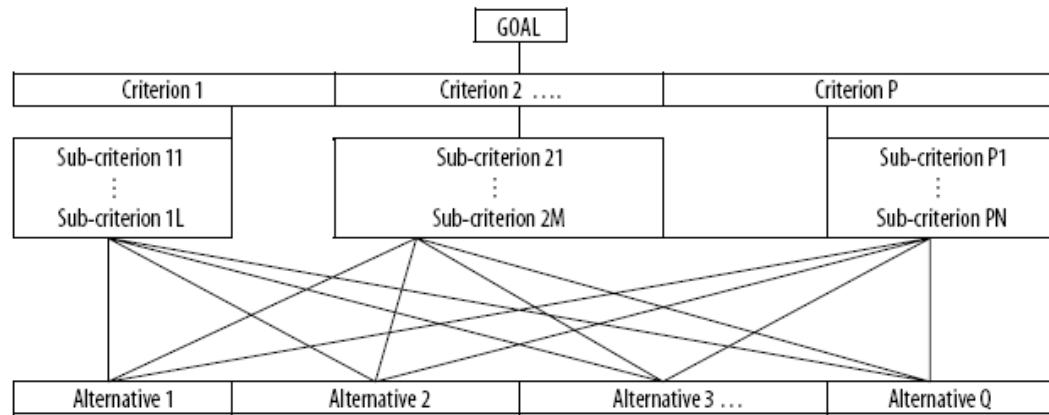 GOAL
Criterion 1 Criterion 2 .... Criterion P
Sub-criterion 11 Sub-criterion 21 Sub-criterion P1
⋮ ⋮ ⋮
Sub-criterion 1L Sub-criterion 2M Sub-criterion PN
Alternative 1 Alternative 2 Alternative 3 ... Alternative Q